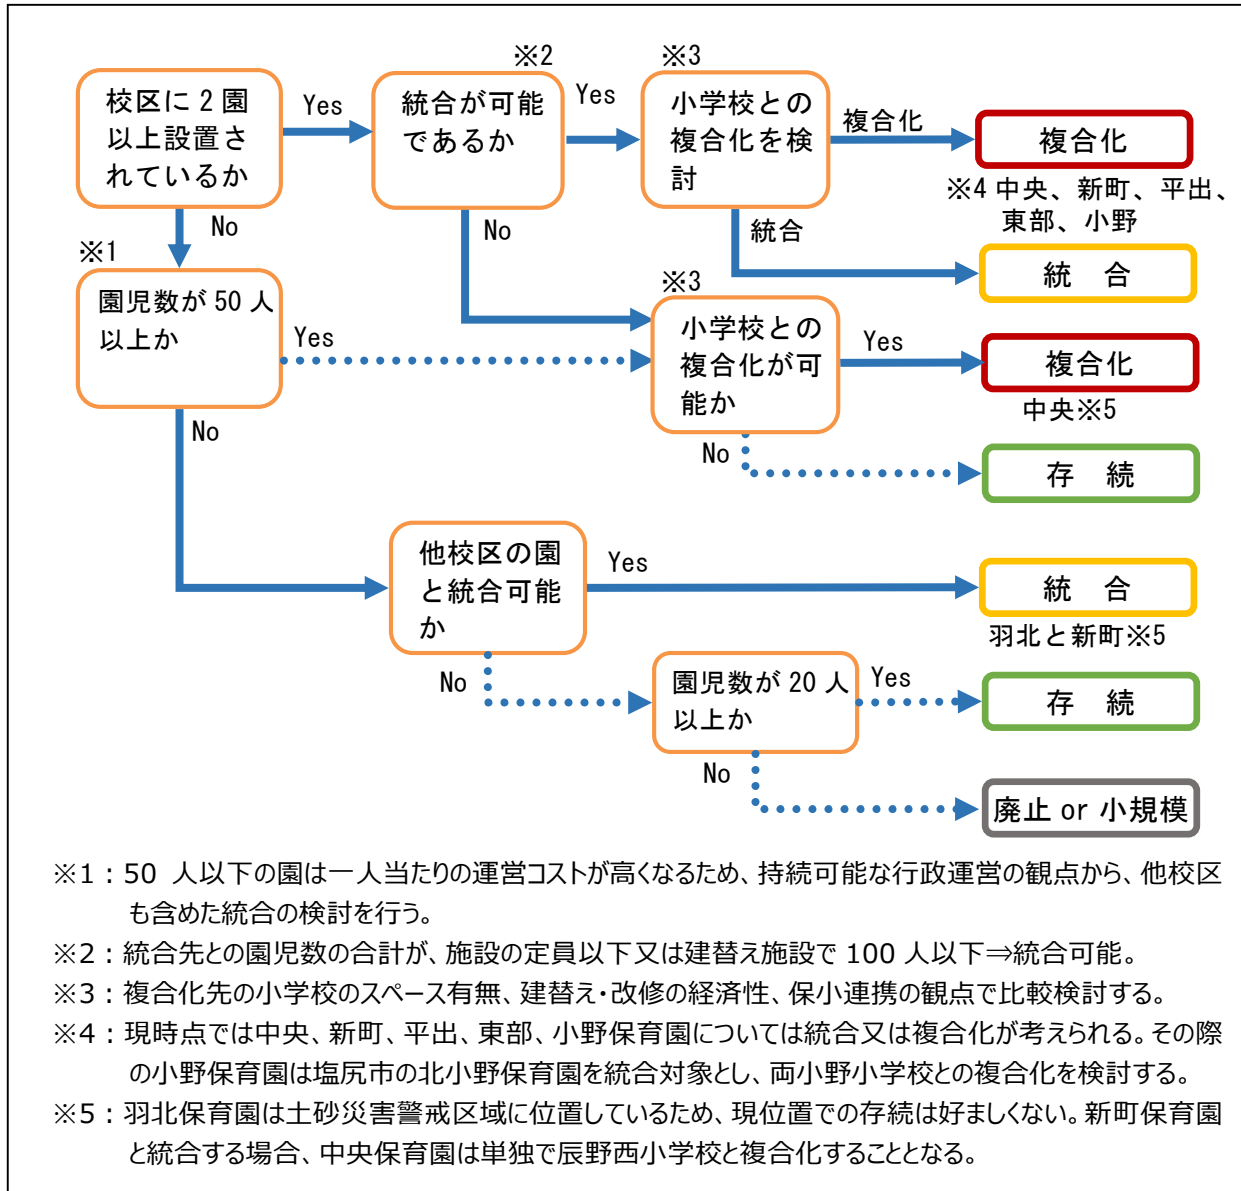 ※2
※3
校区に 2 園
以上設置さ
れているか
Yes
統合が可能
であるか
Yes
小学校との
複合化を検
討
複合化
複合化
※4 中央、新町、平出、
東部、小野
No
No
統合
統 合
※1
園児数が 50 人
以上か
Yes
※3
小学校との
複合化が可
能か
Yes
複合化
中央※5
No
No
存 続
他校区の園
と統合可能
か
Yes
統 合
羽北と新町※5
No
園児数が 20 人
以上か
Yes
存 続
No
廃止 or 小規模
※1：50 人以下の園は一人当たりの運営コストが高くなるため、持続可能な行政運営の観点から、他校区
も含めた統合の検討を行う。
※2：統合先との園児数の合計が、施設の定員以下又は建替え施設で 100 人以下⇒統合可能。
※3：複合化先の小学校のスペース有無、建替え・改修の経済性、保小連携の観点で比較検討する。
※4：現時点では中央、新町、平出、東部、小野保育園については統合又は複合化が考えられる。その際
の小野保育園は塩尻市の北小野保育園を統合対象とし、両小野小学校との複合化を検討する。
※5：羽北保育園は土砂災害警戒区域に位置しているため、現位置での存続は好ましくない。新町保育園
と統合する場合、中央保育園は単独で辰野西小学校と複合化することとなる。